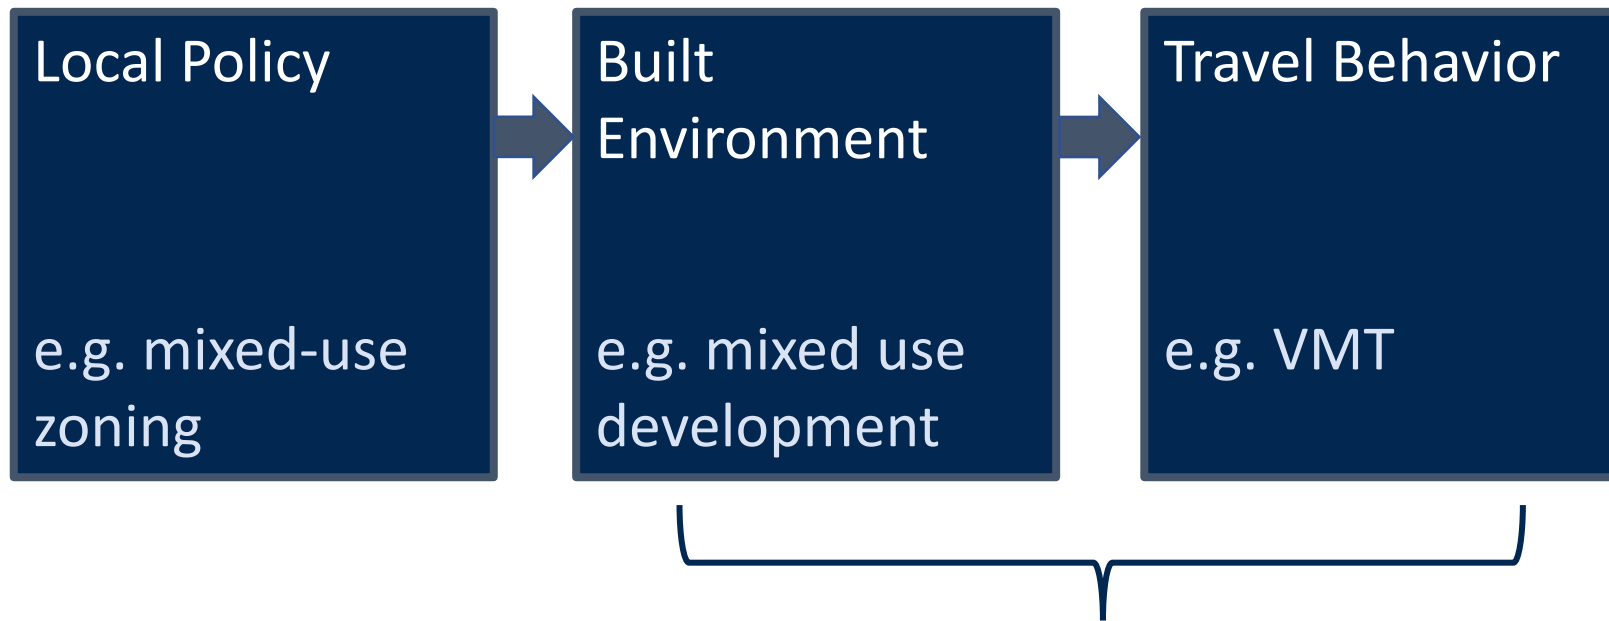 Local Policy
e.g. mixed-use
zoning
Built
Environment
e.g. mixed use
development
Travel Behavior
e.g. VMT